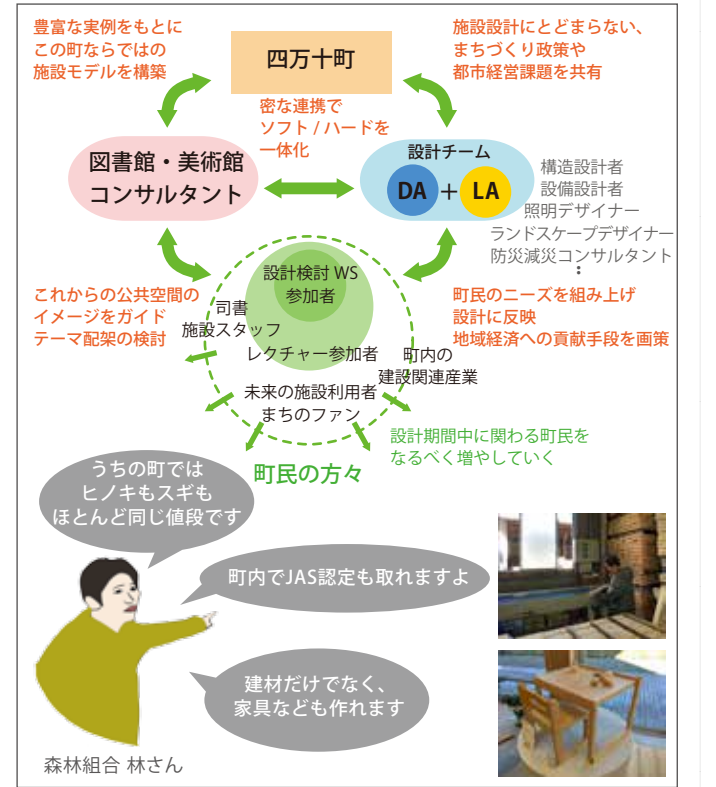 豊富な実例をもとに
この町ならではの
施設モデルを構築
四万十町
施設設計にとどまらない、
まちづくり政策や
都市経営課題を共有
密な連携で
ソフト / ハードを
一体化
図書館・美術館
コンサルタント
設計チーム
DA + LA
構造設計者
設備設計者
照明デザイナー
ランドスケープデザイナー
防災減災コンサルタント
:
設計検討 WS
参加者
これからの公共空間の
イメージをガイド
テーマ配架の検討
司書
施設スタッフ
レクチャー参加者
町内の
建設関連産業
未来の施設利用者
まちのファン
町民のニーズを組み上げ
設計に反映
地域経済への貢献手段を画策
町民の方々
設計期間中に関わる町民を
なるべく増やしていく
うちの町では
ヒノキもスギも
ほとんど同じ値段です
町内でJAS認定も取れますよ
建材だけでなく、
家具なども作れます
森林組合 林さん